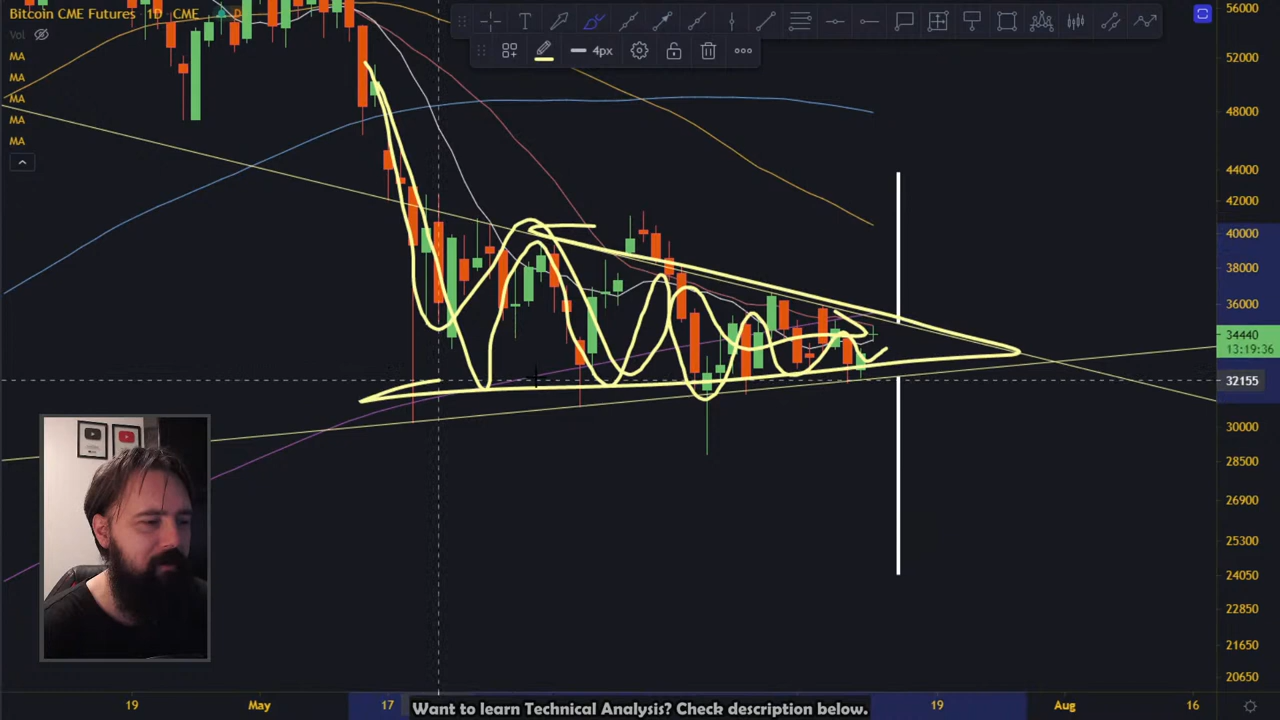 Bitcoin CME Futures 1D CME D
Vol
MA
MA
MA
MA
MA
T
4px
56000
52000
48000
44000
42000
40000
38000
36000
34440
13:19:36
32155
30000
28500
26900
25300
24050
22850
21650
20650
19 May 17 19 Aug 16
Want to learn Technical Analysis? Check description below.